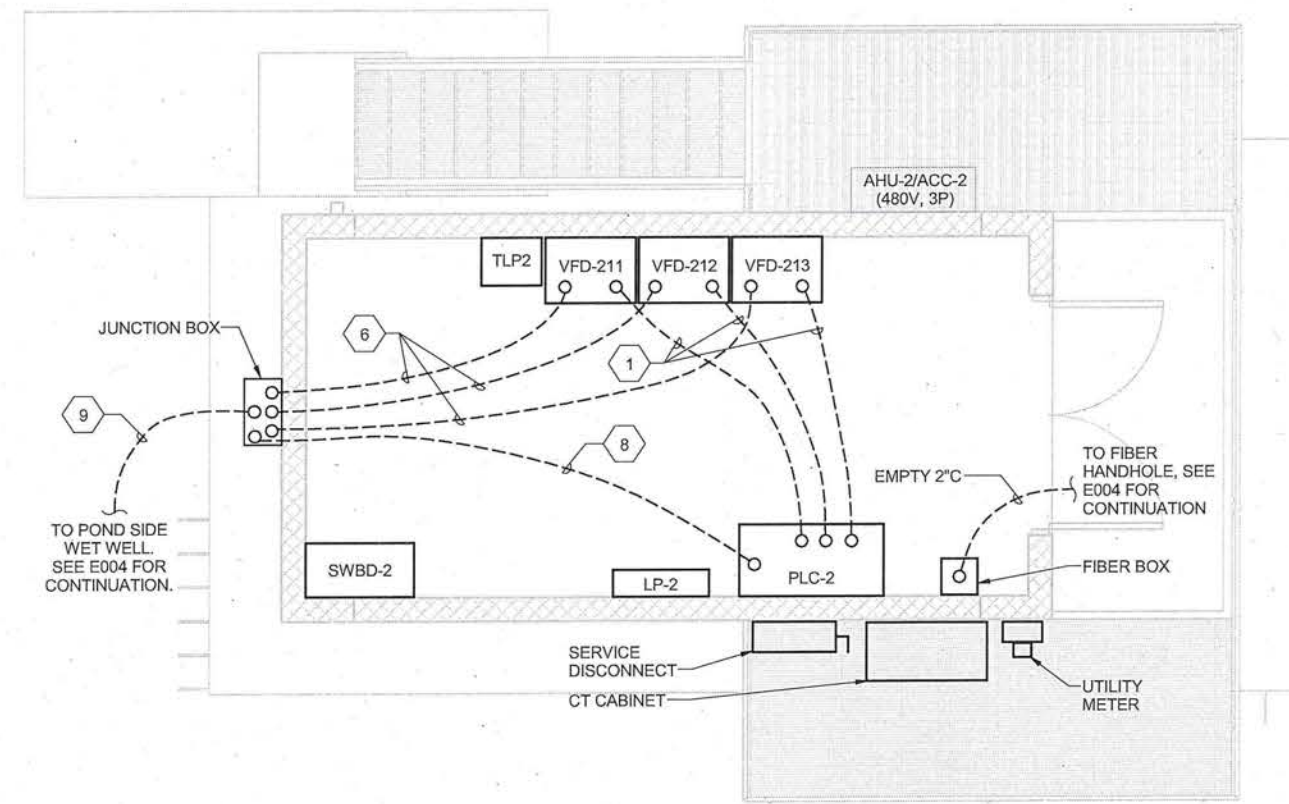 AHU-2/ACC-2
(480V, 3P)
TLP2
VFD-211
VFD-212
VFD-213
JUNCTION BOX
6
1
9
8
EMPTY 2"C
TO FIBER
HANDHOLE, SEE
E004 FOR
CONTINUATION
TO POND SIDE
WET WELL.
SEE E004 FOR
CONTINUATION.
SWBD-2
LP-2
PLC-2
FIBER BOX
SERVICE
DISCONNECT
CT CABINET
UTILITY
METER